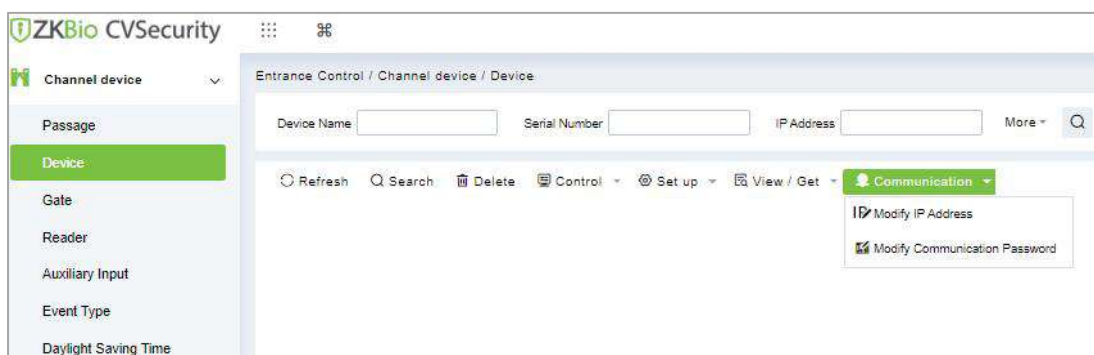 ZKBio CVSecurity
Channel device
Entrance Control / Channel device / Device
Passage
Device Name
Serial Number
IP Address
More
Device
Refresh
Search
Delete
Control
Set up
View / Get
Communication
Gate
Modify IP Address
Reader
Modify Communication Password
Auxiliary Input
Event Type
Daylight Saving Time